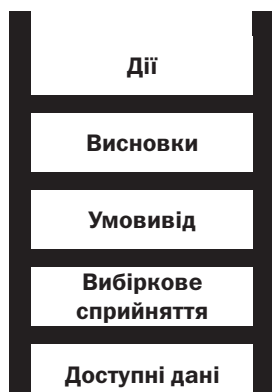 Дії
Висновки
Умовивід
Вибіркове
сприйняття
Доступні дані